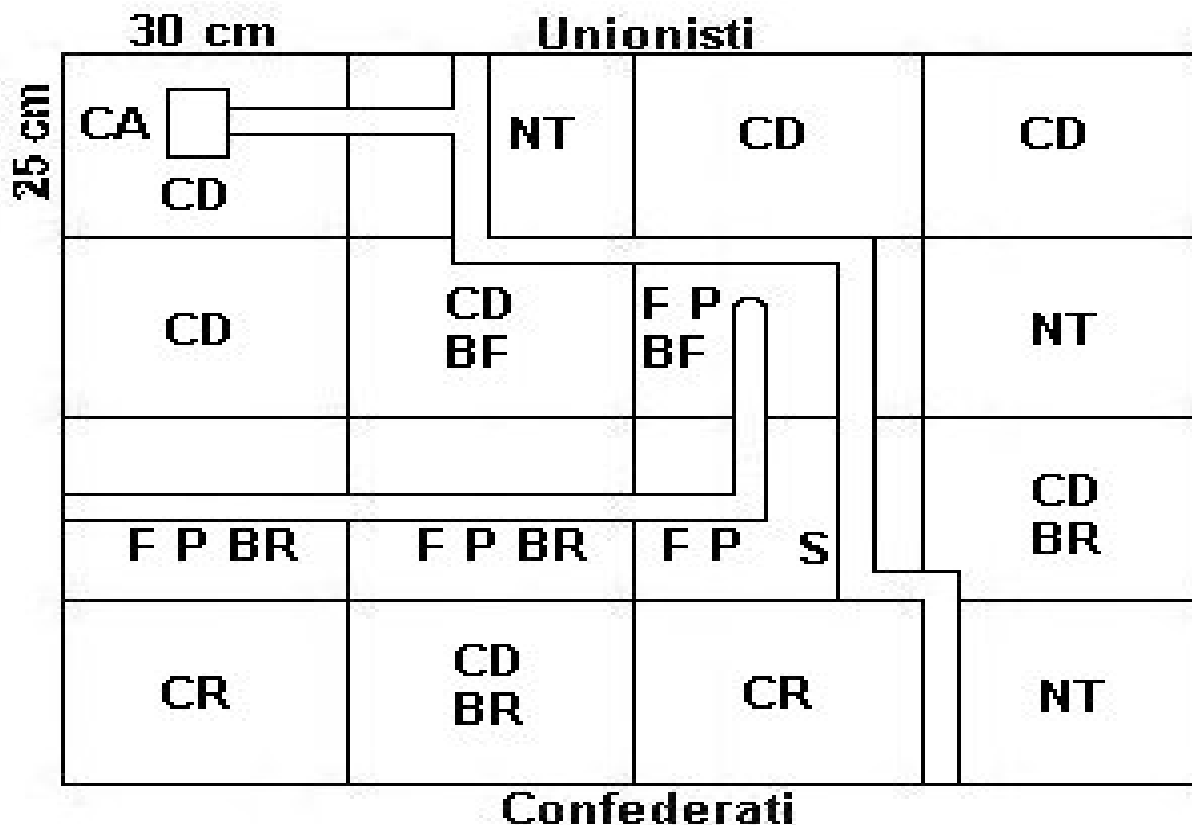 30 cm
Unionisti
25 cm
CA
CD
NT
CD
CD
CD
CD
BF
F P
BF
NT
F P BR
F P BR
F P S
CD
BR
CR
CD
BR
CR
NT
Confederati